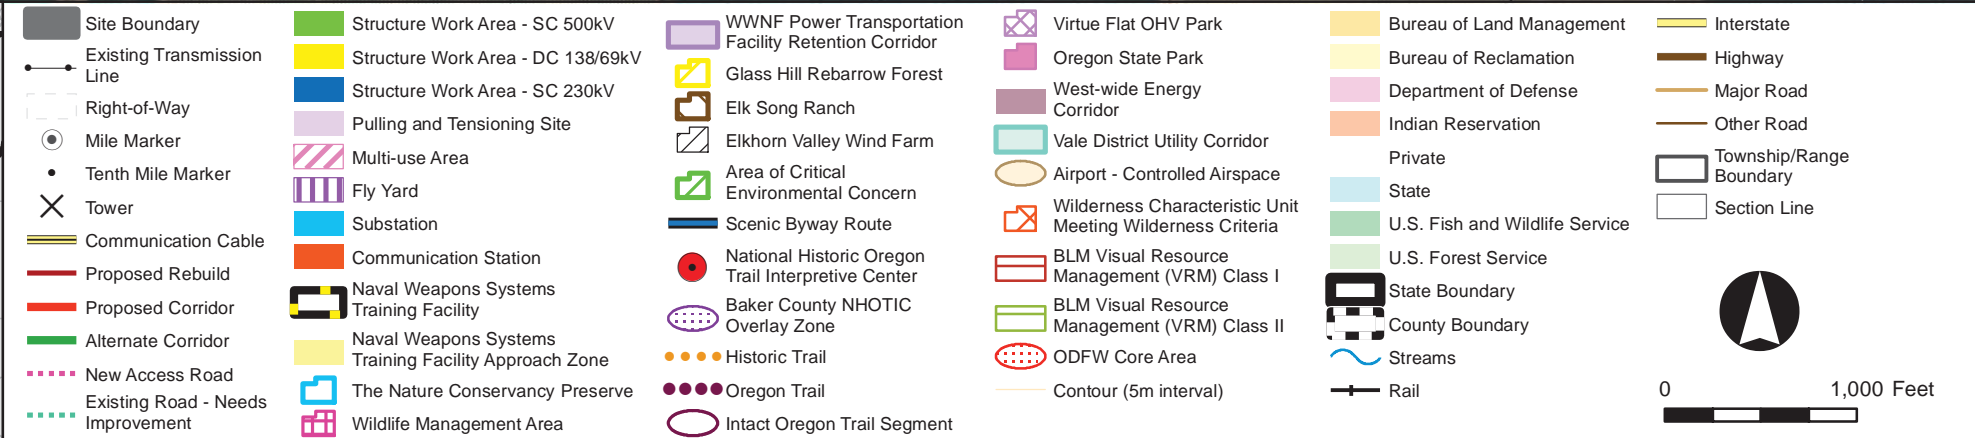 Site Boundary
Existing Transmission
Line
Right-of-Way
Mile Marker
Tenth Mile Marker
Tower
Communication Cable
Proposed Rebuild
Proposed Corridor
Alternate Corridor
New Access Road
Existing Road - Needs
Improvement
Structure Work Area - SC 500kV
Structure Work Area - DC 138/69kV
Structure Work Area - SC 230kV
Pulling and Tensioning Site
Multi-use Area
Fly Yard
Substation
Communication Station
Naval Weapons Systems
Training Facility
Naval Weapons Systems
Training Facility Approach Zone
The Nature Conservancy Preserve
Wildlife Management Area
WWNF Power Transportation
Facility Retention Corridor
Glass Hill Rebarrow Forest
Elk Song Ranch
Elkhorn Valley Wind Farm
Area of Critical
Environmental Concern
Scenic Byway Route
National Historic Oregon
Trail Interpretive Center
Baker County NHOTIC
Overlay Zone
Historic Trail
Oregon Trail
Intact Oregon Trail Segment
Virtue Flat OHV Park
Oregon State Park
West-wide Energy
Corridor
Vale District Utility Corridor
Airport - Controlled Airspace
Wilderness Characteristic Unit
Meeting Wilderness Criteria
BLM Visual Resource
Management (VRM) Class I
BLM Visual Resource
Management (VRM) Class II
ODFW Core Area
Contour (5m interval)
Bureau of Land Management
Bureau of Reclamation
Department of Defense
Indian Reservation
Private
State
U.S. Fish and Wildlife Service
U.S. Forest Service
State Boundary
County Boundary
Streams
Rail
Interstate
Highway
Major Road
Other Road
Township/Range
Boundary
Section Line
0 1,000 Feet